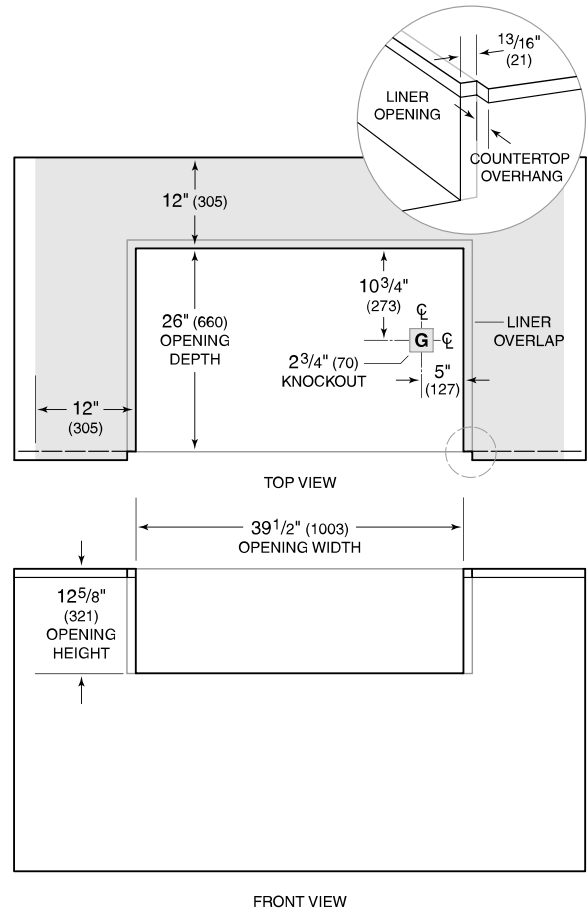 13/16"
(21)
LINER
OPENING
COUNTERTOP
OVERHANG
12" (305)
10 3/4"
(273)
26" (660)
OPENING
DEPTH
℄
G ℄
LINER
OVERLAP
2 3/4" (70)
KNOCKOUT
5"
(127)
12"
(305)
TOP VIEW
39 1/2" (1003)
OPENING WIDTH
12 5/8"
(321)
OPENING
HEIGHT
FRONT VIEW